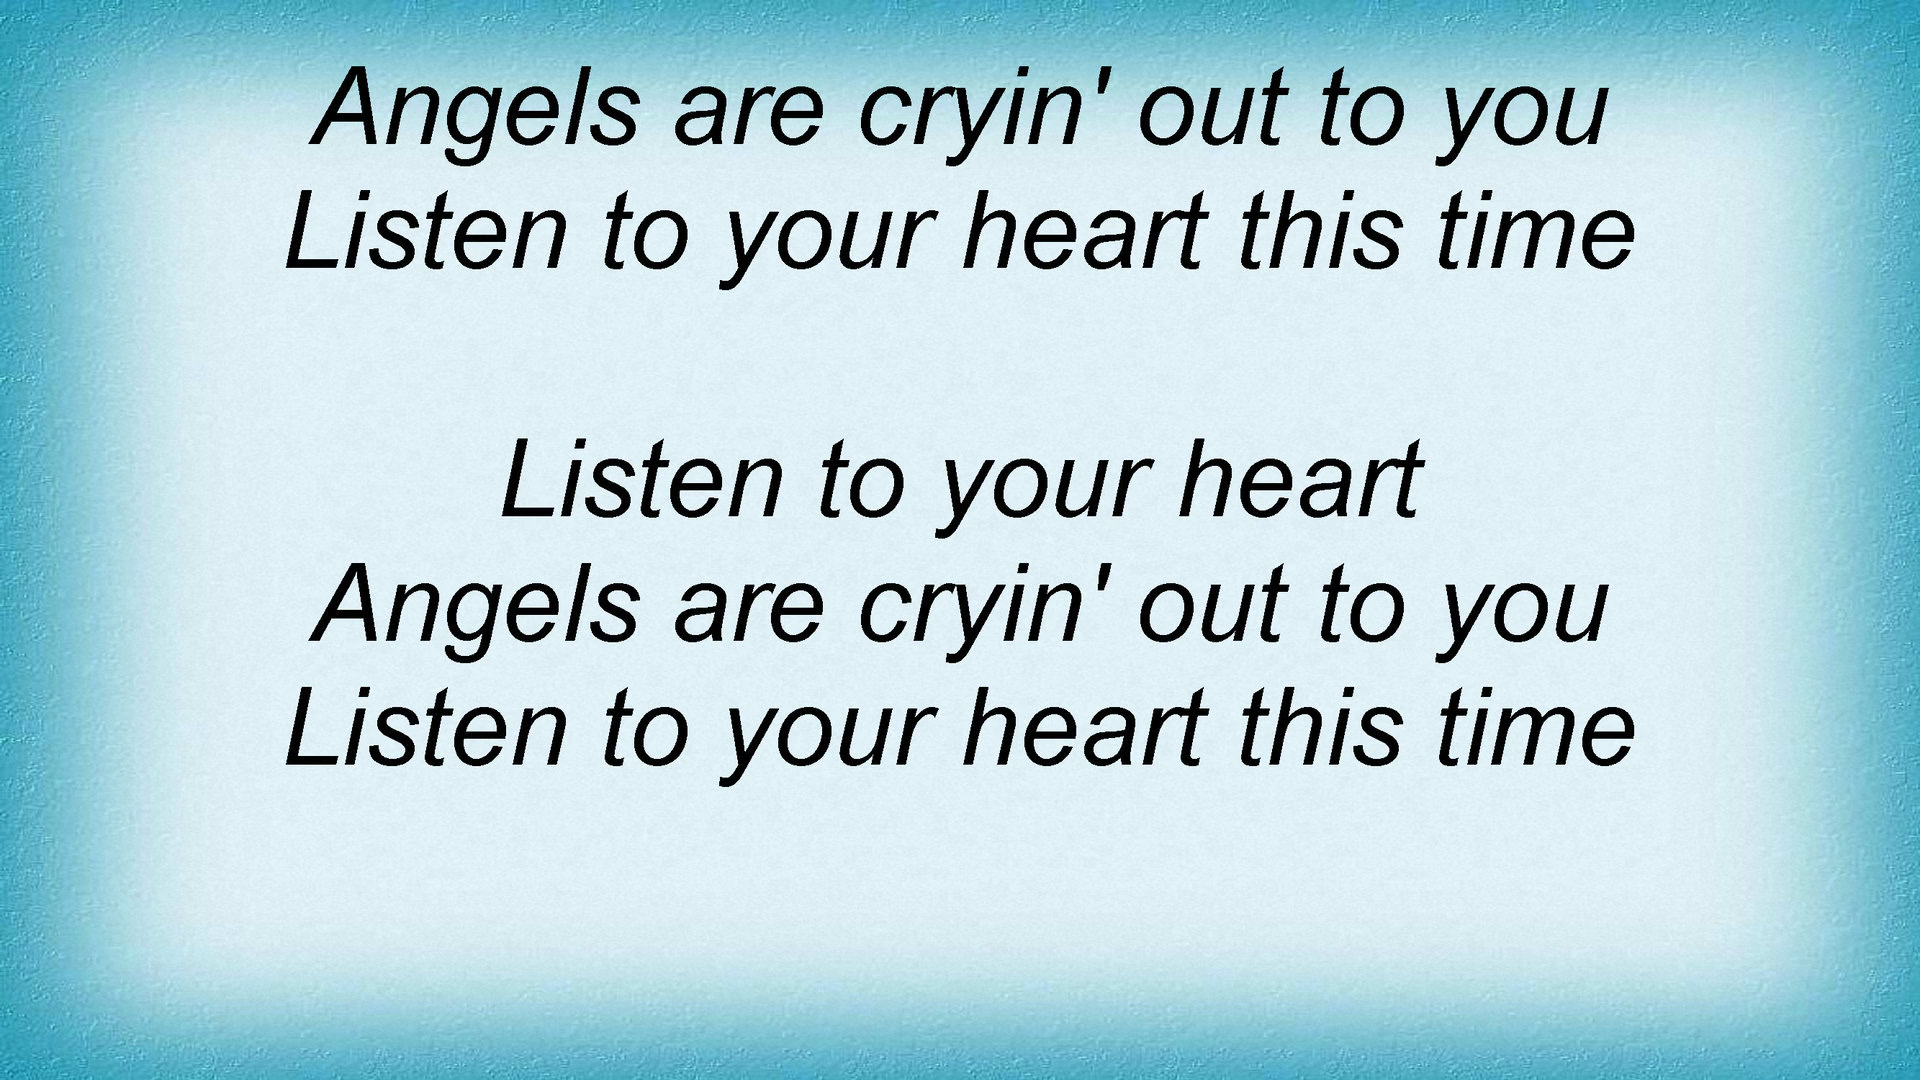 Angels are cryin' out to you
Listen to your heart this time
Listen to your heart
Angels are cryin' out to you
Listen to your heart this time